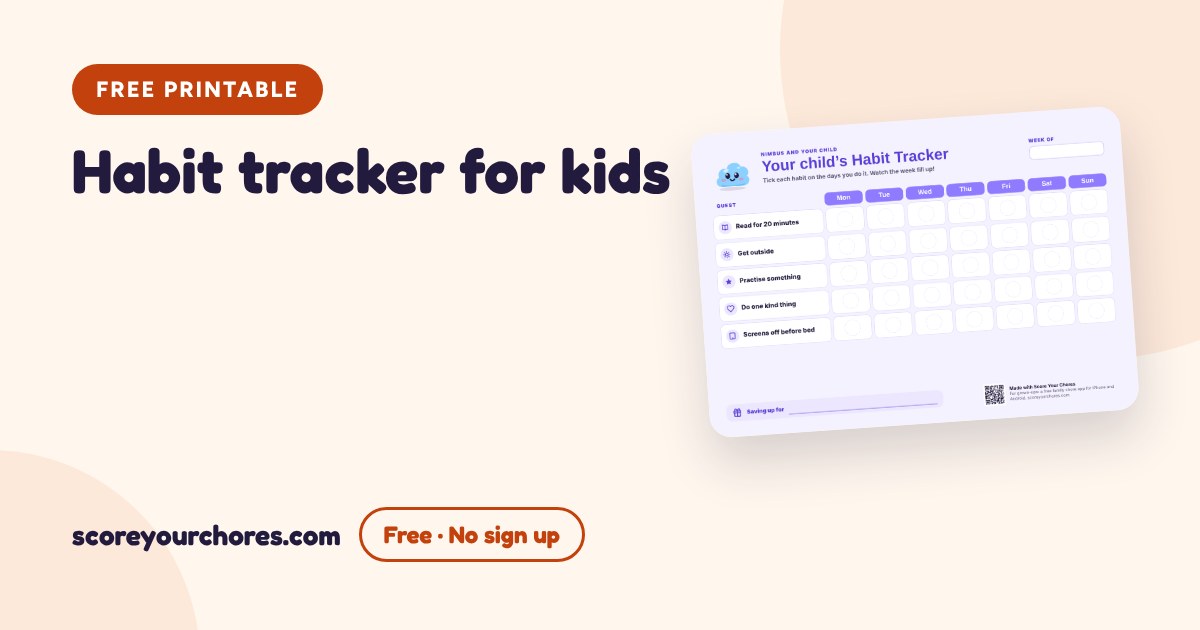 FREE PRINTABLE
Habit tracker for kids
NIMBUS AND YOUR CHILD
Your child's Habit Tracker
Tick each habit on the days you do it. Watch the week fill up!
WEEK OF
QUEST
Mon Tue Wed Thu Fri Sat Sun
Read for 20 minutes
Get outside
Practise something
Do one kind thing
Screens off before bed
Saving up for
Made with Score Your Chores
scoreyourchores.com
Free · No sign up